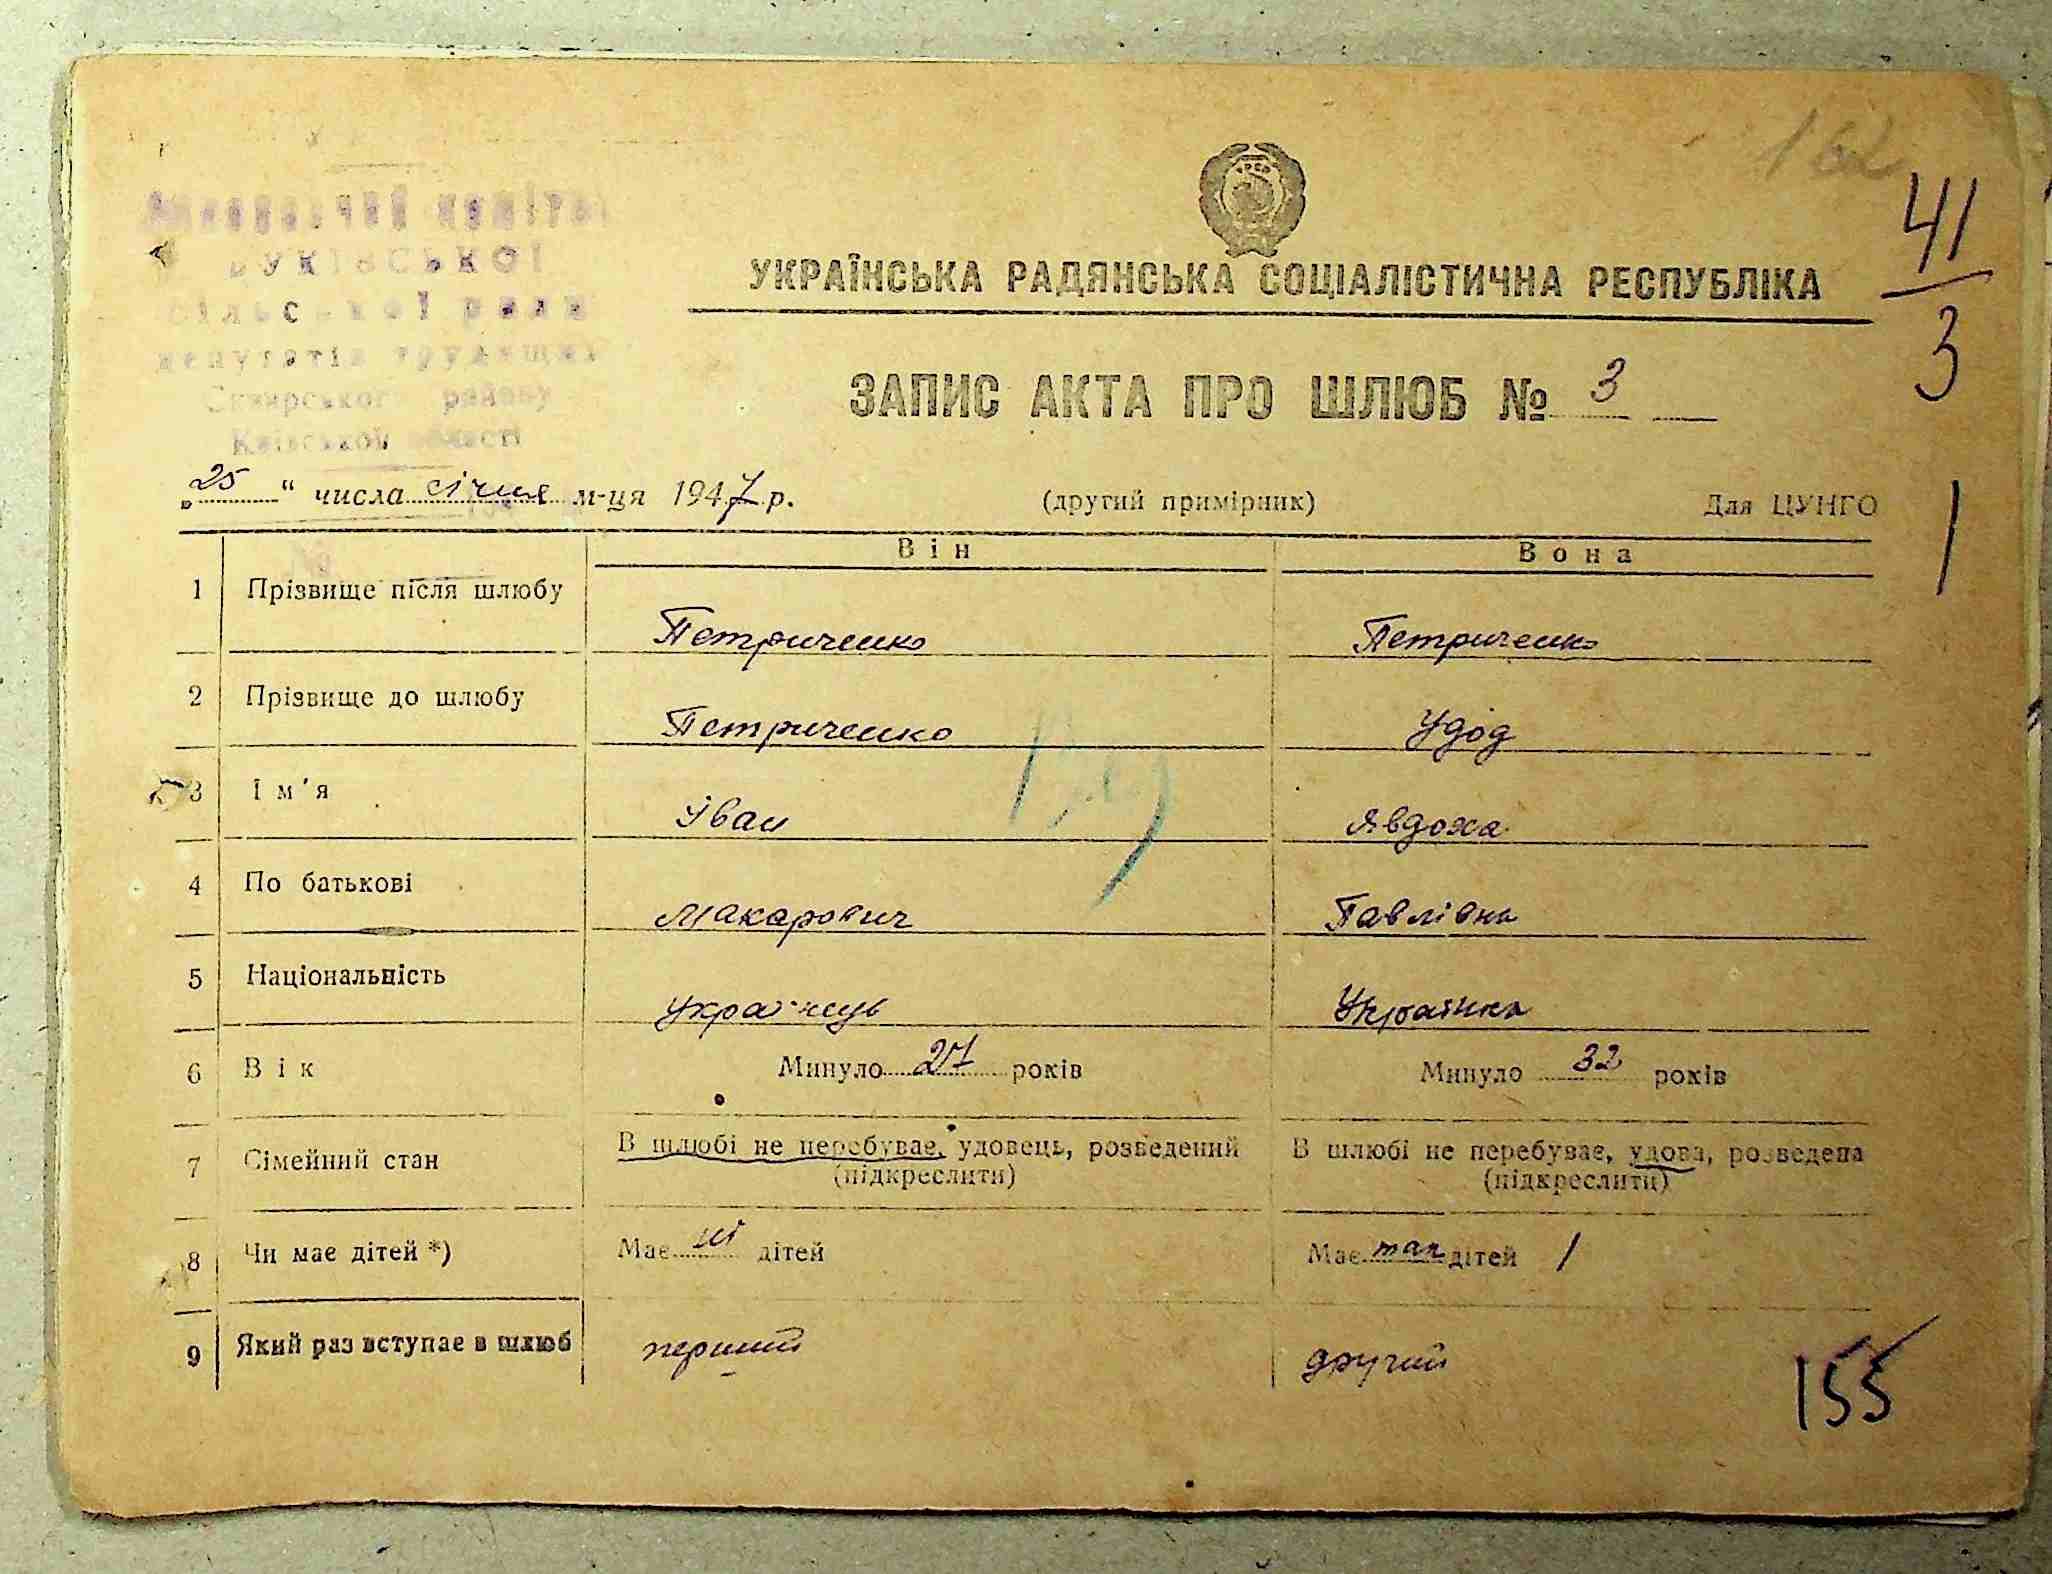 162
41
3
1
Виконавчий комітет
БУКІВСЬКОЇ
сільської ради
депутатів трудящих
Сквирського району
Київської області
УКРАЇНСЬКА РАДЯНСЬКА СОЦІАЛІСТИЧНА РЕСПУБЛІКА
ЗАПИС АКТА ПРО ШЛЮБ № 3
„25“ числа січня м-ця 1947 р. (другий примірник) Для ЦУНГО
№
Він Вона
1 Прізвище після шлюбу Петриченко Петриченко
2 Прізвище до шлюбу Петриченко Удод
3 Ім'я Іван Явдоха
4 По батькові Макарович Павлівна
5 Національність Українець Українка
6 Вік Минуло 27 років Минуло 32 років
7 Сімейний стан В шлюбі не перебуває, удовець, розведений В шлюбі не перебуває, удова, розведена
(підкреслити) (підкреслити)
8 Чи має дітей *) Має ні дітей Має так дітей 1
9 Який раз вступає в шлюб перший другий
155